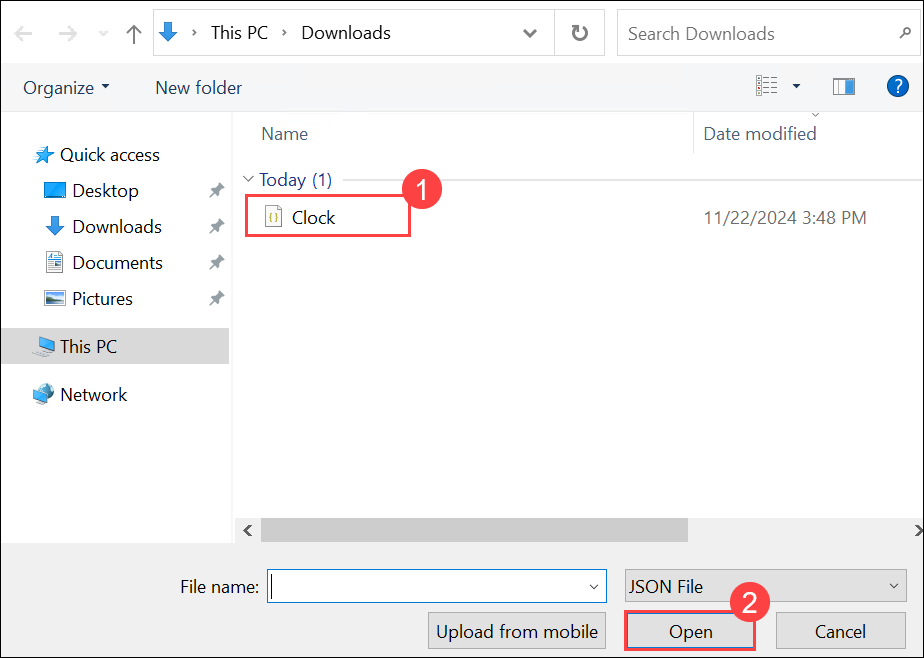 This PC > Downloads
Search Downloads
Organize
New folder
?
Name
Date modified
Quick access
Desktop
Downloads
Documents
Pictures
This PC
Network
Today (1)
1
{} Clock
11/22/2024 3:48 PM
File name:
JSON File
2
Upload from mobile
Open
Cancel